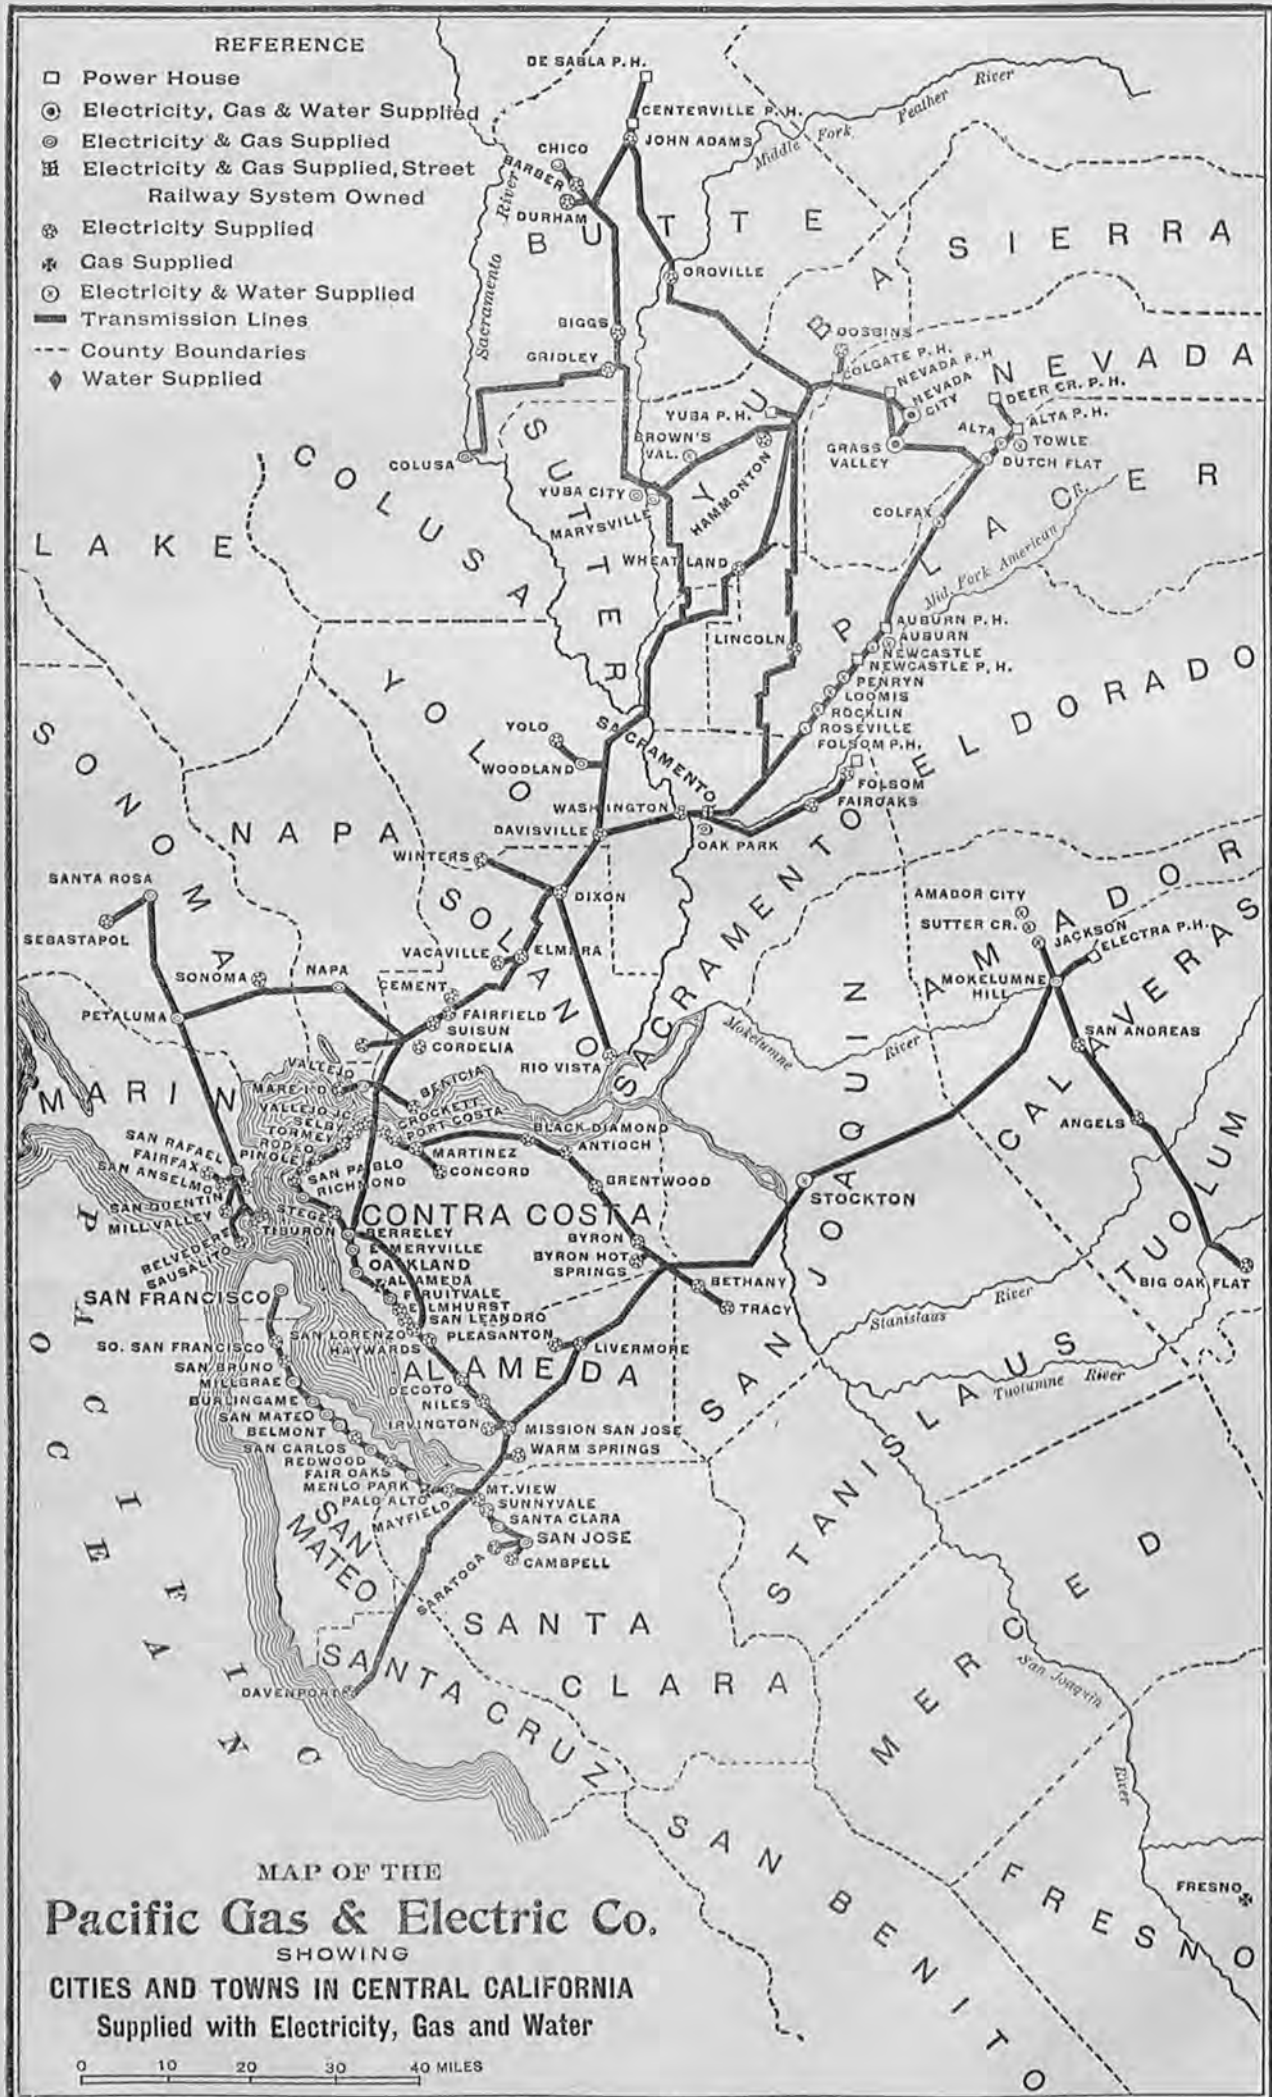 REFERENCE
Power House
Electricity, Gas & Water Supplied
Electricity & Gas Supplied
Electricity & Gas Supplied, Street
Railway System Owned
Electricity Supplied
Gas Supplied
Electricity & Water Supplied
Transmission Lines
County Boundaries
Water Supplied
DE SABLA P.H.
CENTERVILLE P.H.
JOHN ADAMS
Feather River
Middle Fork
CHICO
BARBER
DURHAM
Sacramento River
BUTTE
SIERRA
OROVILLE
BIGGS
GRIDLEY
DOBBINS
COLGATE P.H.
NEVADA P.H.
NEVADA CITY
NEVADA
DEER CR. P.H.
ALTA P.H.
ALTA
TOWLE
DUTCH FLAT
GRASS VALLEY
YUBA P.H.
BROWN'S VAL.
HAMMONTON
YUBA
COLUSA
COLUSA
SUTTER
YUBA CITY
MARYSVILLE
WHEATLAND
COLFAX
PLACER
Mid. Fork American
CR.
LAKE
LINCOLN
AUBURN P.H.
AUBURN
NEWCASTLE
NEWCASTLE P.H.
PENRYN
LOOMIS
ROCKLIN
ROSEVILLE
FOLSOM P.H.
FOLSOM
FAIROAKS
EL DORADO
YOLO
YOLO
WOODLAND
SACRAMENTO
WASHINGTON
DAVISVILLE
OAK PARK
SONOMA
NAPA
WINTERS
DIXON
SOLANO
SACRAMENTO
SANTA ROSA
SEBASTAPOL
VACAVILLE
ELMIRA
SONOMA
NAPA
CEMENT
PETALUMA
FAIRFIELD
SUISUN
CORDELIA
RIO VISTA
AMADOR CITY
SUTTER CR.
JACKSON
ELECTRA P.H.
AMADOR
MOKELUMNE HILL
CALAVERAS
SAN ANDREAS
Mokelumne River
ANGELS
MARIN
VALLEJO
MARE I.
BENICIA
VALLEJO JC.
CROCKETT
SELBY
PORT COSTA
TORMEY
RODEO
PINOLE
BLACK DIAMOND
ANTIOCH
MARTINEZ
CONCORD
BRENTWOOD
SAN RAFAEL
FAIRFAX
SAN ANSELMO
SAN QUENTIN
MILL VALLEY
SAN PABLO
RICHMOND
STEGE
TIBURON
BELVEDERE
SAUSALITO
CONTRA COSTA
BERKELEY
EMERYVILLE
OAKLAND
ALAMEDA
FRUITVALE
ELMHURST
SAN LEANDRO
SAN LORENZO
HAYWARDS
BYRON
BYRON HOT SPRINGS
BETHANY
TRACY
STOCKTON
SAN JOAQUIN
TUOLUM
BIG OAK FLAT
Stanislaus River
Tuolumne River
SAN FRANCISCO
SO. SAN FRANCISCO
SAN BRUNO
MILLBRAE
BURLINGAME
SAN MATEO
BELMONT
SAN CARLOS
REDWOOD
FAIR OAKS
MENLO PARK
PALO ALTO
MAYFIELD
PLEASANTON
LIVERMORE
ALAMEDA
DECOTO
NILES
IRVINGTON
MISSION SAN JOSE
WARM SPRINGS
MT. VIEW
SUNNYVALE
SANTA CLARA
SAN JOSE
CAMBPELL
SARATOGA
SAN MATEO
STANISLAUS
MERCED
PACIFIC OCEAN
SANTA CLARA
SANTA CRUZ
DAVENPORT
San Joaquin River
SAN BENITO
FRESNO
FRESNO
MAP OF THE
Pacific Gas & Electric Co.
SHOWING
CITIES AND TOWNS IN CENTRAL CALIFORNIA
Supplied with Electricity, Gas and Water
0 10 20 30 40 MILES